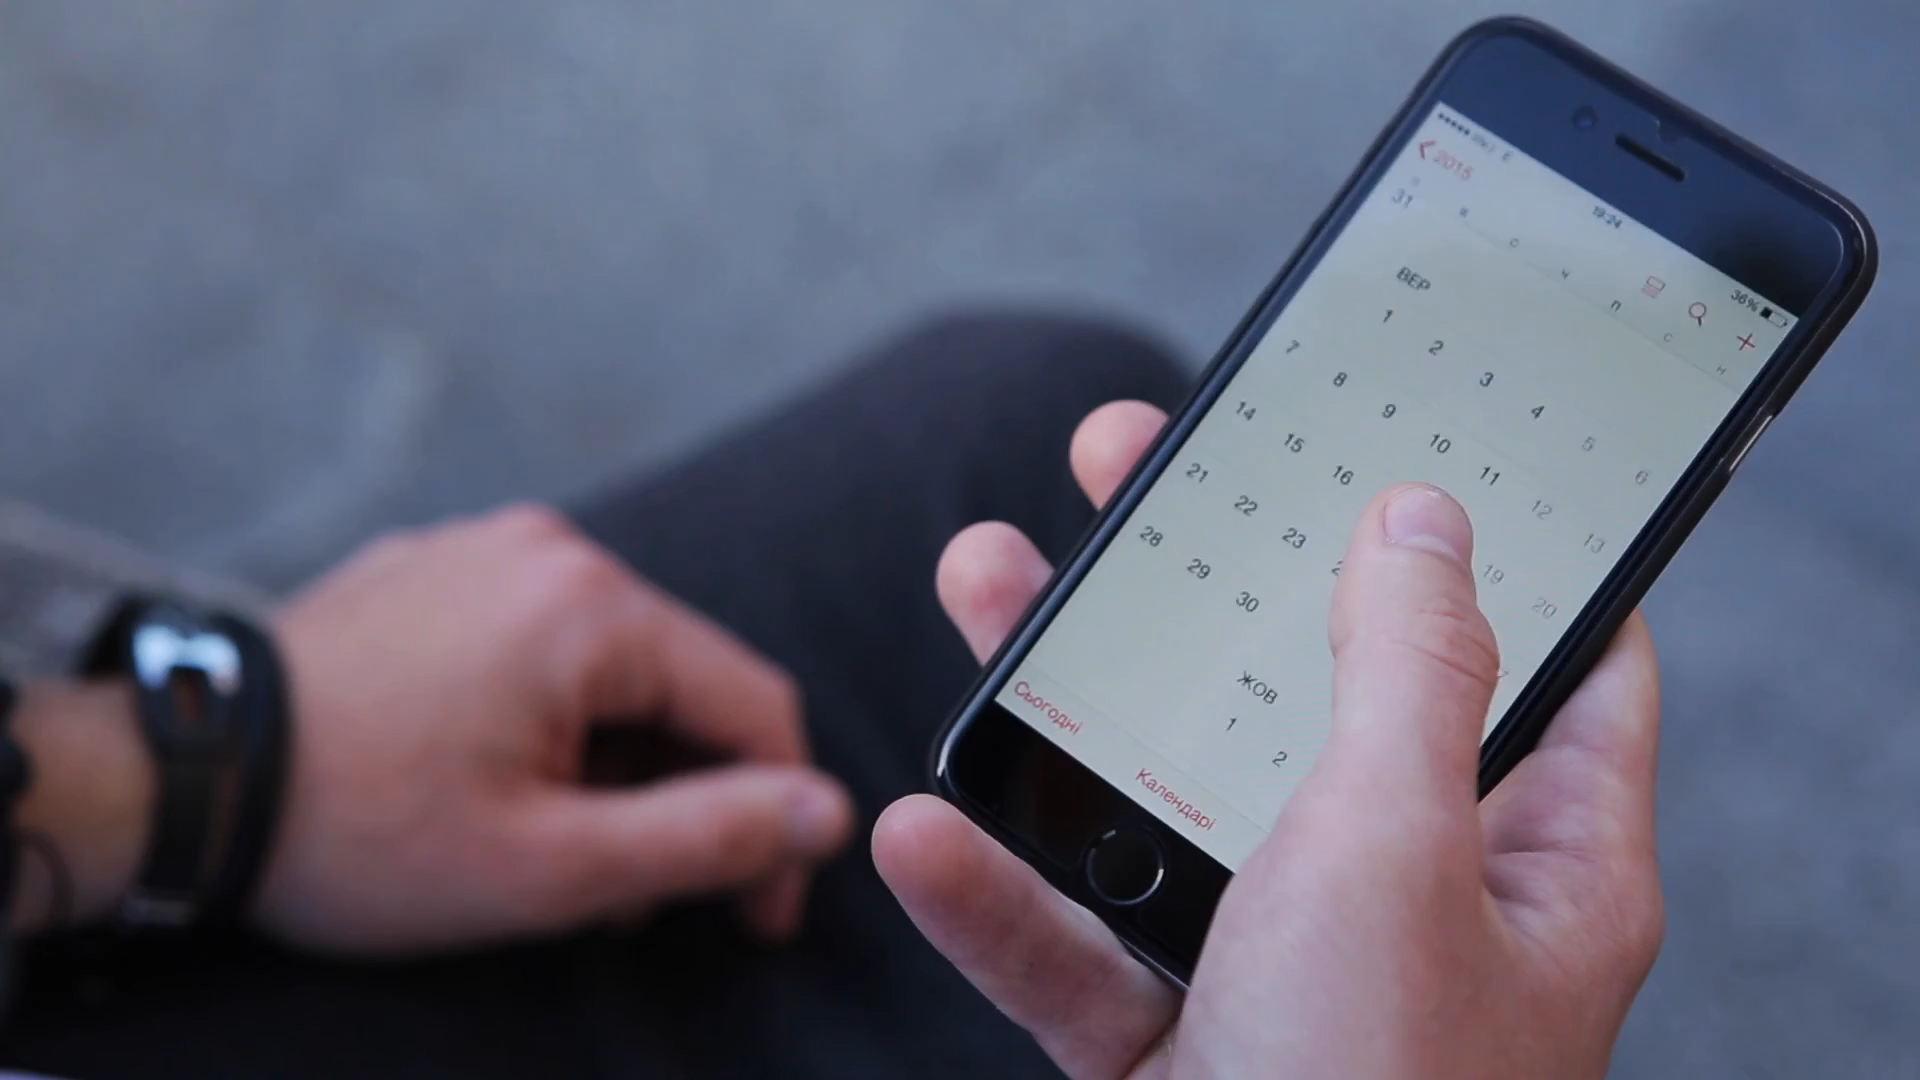 19:24
36%
2015
в с ч п с н
31
ВЕР
1 2 3 4 5 6
7 8 9 10 11 12 13
14 15 16 19 20
21 22 23
28 29 30
ЖОВ
1 2
Сьогодні Календарі